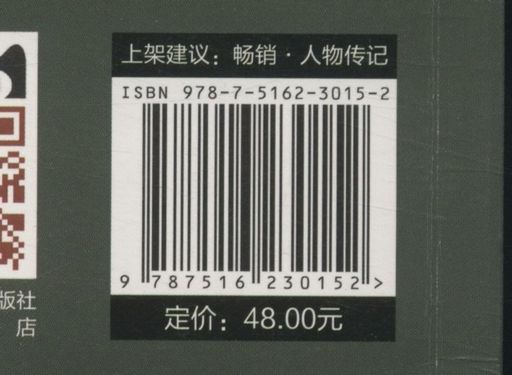 上架建议：畅销·人物传记
ISBN 978-7-5162-3015-2
9 787516 230152 >
定价：48.00元
版社
店